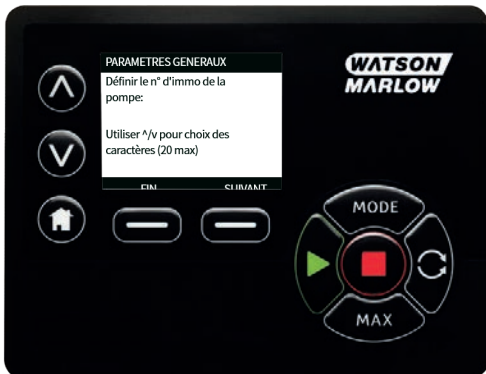 PARAMETRES GENERAUX
Définir le n° d'immo de la
pompe:
Utiliser ^/v pour choix des
caractères (20 max)
FIN SUIVANT
WATSON
MARLOW
MODE
MAX